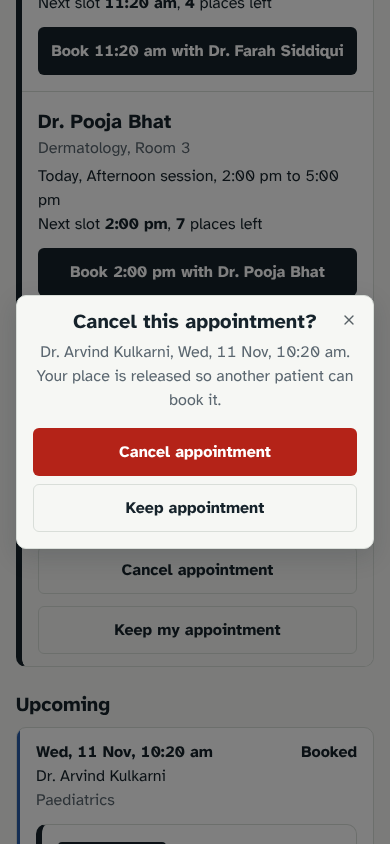 Next slot 11:20 am, 4 places left
Book 11:20 am with Dr. Farah Siddiqui
Dr. Pooja Bhat
Dermatology, Room 3
Today, Afternoon session, 2:00 pm to 5:00
pm
Next slot 2:00 pm, 7 places left
Book 2:00 pm with Dr. Pooja Bhat
Cancel this appointment?
Dr. Arvind Kulkarni, Wed, 11 Nov, 10:20 am.
Your place is released so another patient can
book it.
Cancel appointment
Keep appointment
Cancel appointment
Keep my appointment
Upcoming
Wed, 11 Nov, 10:20 am Booked
Dr. Arvind Kulkarni
Paediatrics